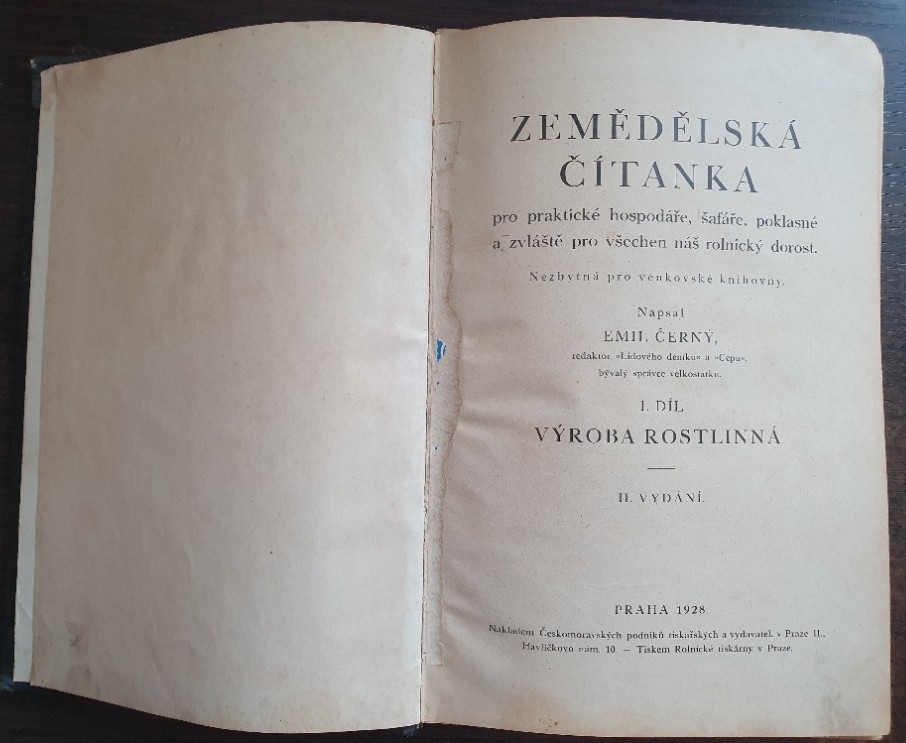 ZEMĚDĚLSKÁ
ČÍTANKA
pro praktické hospodáře, šafáře, poklasné
a zvláště pro všechen náš rolnický dorost.
Nezbytná pro venkovské knihovny.
Napsal
EMIL ČERNÝ,
redaktor »Lidového deníku« a »Cepu«,
bývalý správce velkostatku.
I. DÍL
VÝROBA ROSTLINNÁ
II. VYDÁNÍ.
PRAHA 1928
Nákladem Českomoravských podniků tiskařských a vydavatel. v Praze II.,
Havlíčkovo nám. 10. — Tiskem Rolnické tiskárny v Praze.